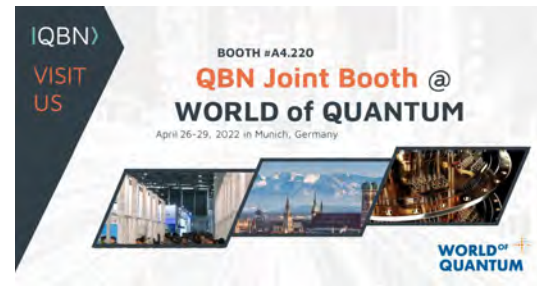 |QBN⟩
VISIT
US
BOOTH #A4.220
QBN Joint Booth @
WORLD of QUANTUM
April 26-29, 2022 in Munich, Germany
WORLD OF
QUANTUM